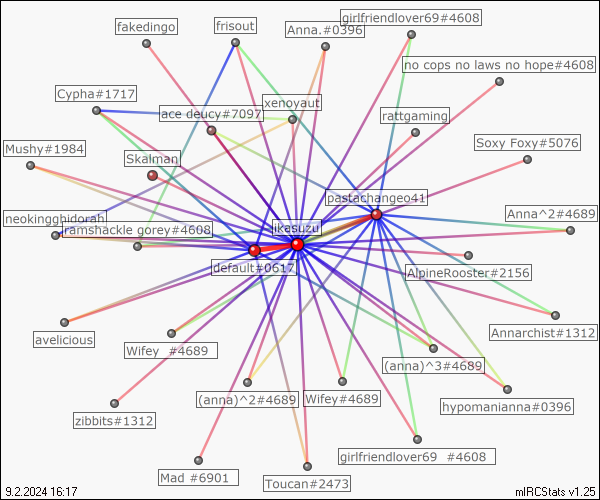 girlfriendlover69#4608
fakedingo
frisout
Anna.#0396
no cops no laws no hope#4608
Cypha#1717
xenoyaut
ace deucy#7097
rattgaming
Soxy Foxy#5076
Mushy#1984
Skalman
pastachangeo41
neokingghidorah
ramshackle gorey#4608
jikasuzu
Anna^2#4689
default#0617
AlpineRooster#2156
avelicious
Wifey #4689
Annarchist#1312
(anna)^3#4689
(anna)^2#4689
Wifey#4689
hypomanianna#0396
zibbits#1312
girlfriendlover69 #4608
Mad #6901
Toucan#2473
9.2.2024 16:17
mIRCStats v1.25